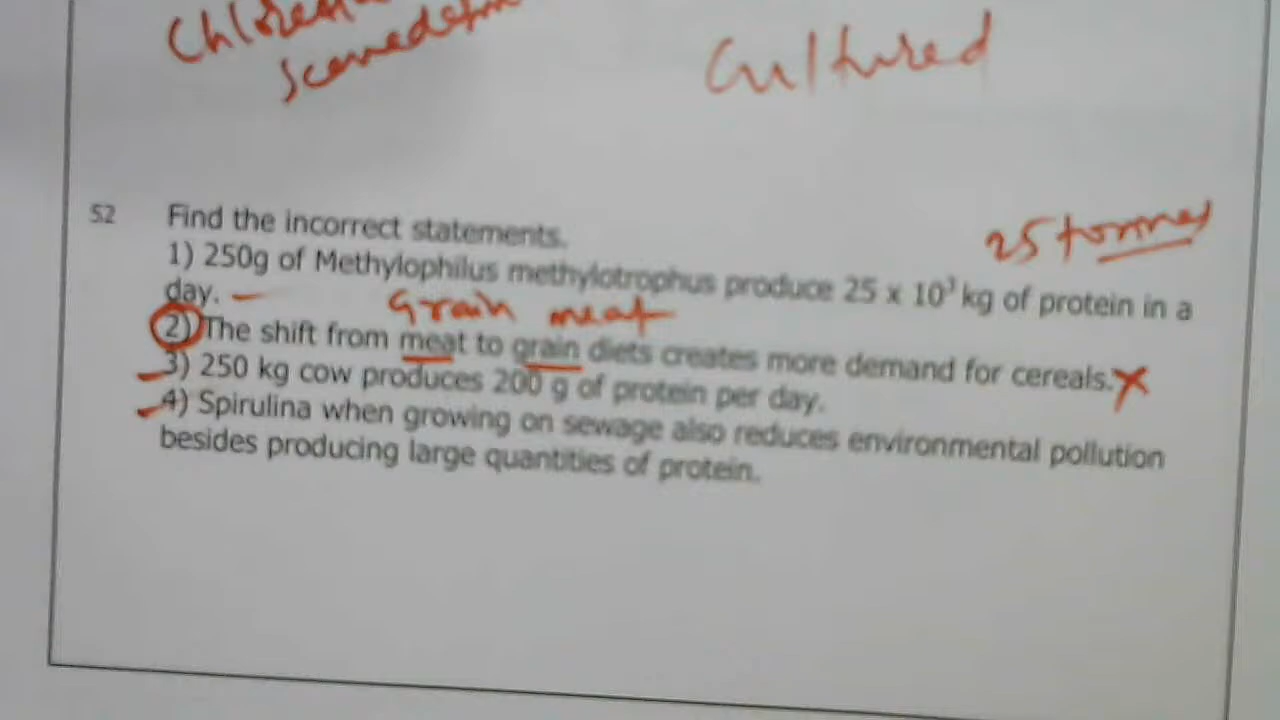 Cultured
52 Find the incorrect statements.
25 tonnes
1) 250g of Methylophilus methylotrophus produce 25 x 10³ kg of protein in a
day.
Grain meat
2) The shift from meat to grain diets creates more demand for cereals.
3) 250 kg cow produces 200 g of protein per day.
4) Spirulina when growing on sewage also reduces environmental pollution
besides producing large quantities of protein.